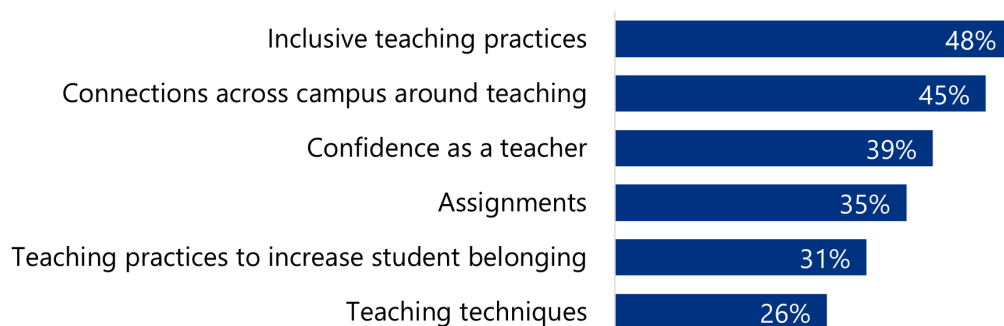 Inclusive teaching practices 48%
Connections across campus around teaching 45%
Confidence as a teacher 39%
Assignments 35%
Teaching practices to increase student belonging 31%
Teaching techniques 26%